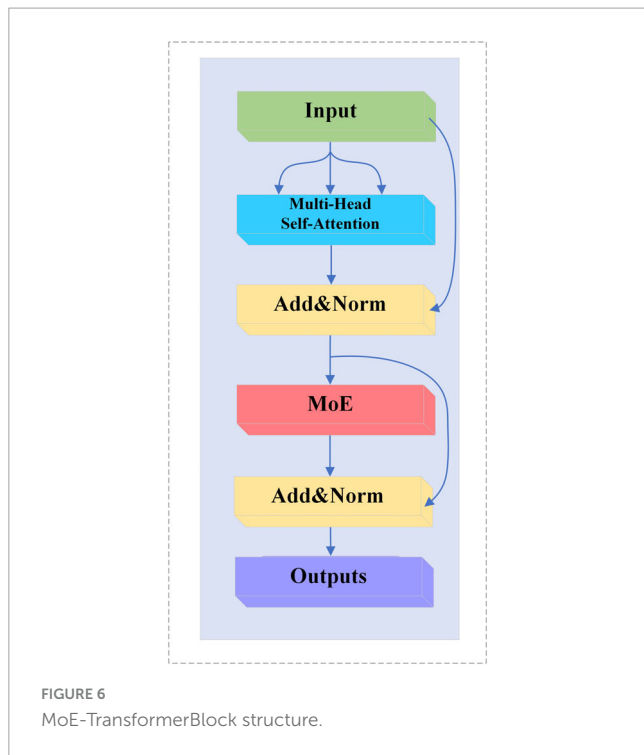 Input
Multi-Head
Self-Attention
Add&Norm
MoE
Add&Norm
Outputs
FIGURE 6
MoE-TransformerBlock structure.